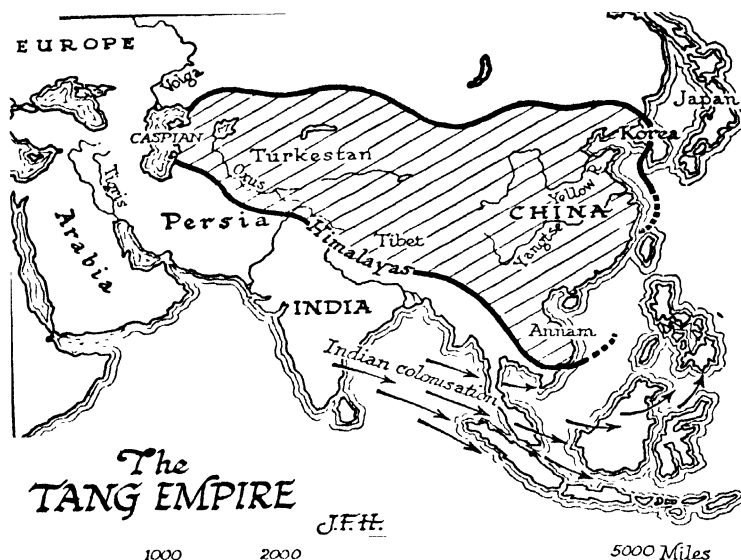 EUROPE
Volga
Japan
CASPIAN
Turkestan
Korea
Oxus
Yellow R.
Tigris
Persia
CHINA
Arabia
Himalayas
Tibet
Yangtse
INDIA
Annam
Indian colonisation
The
TANG EMPIRE
J.F.H.
1000 2000 5000 Miles